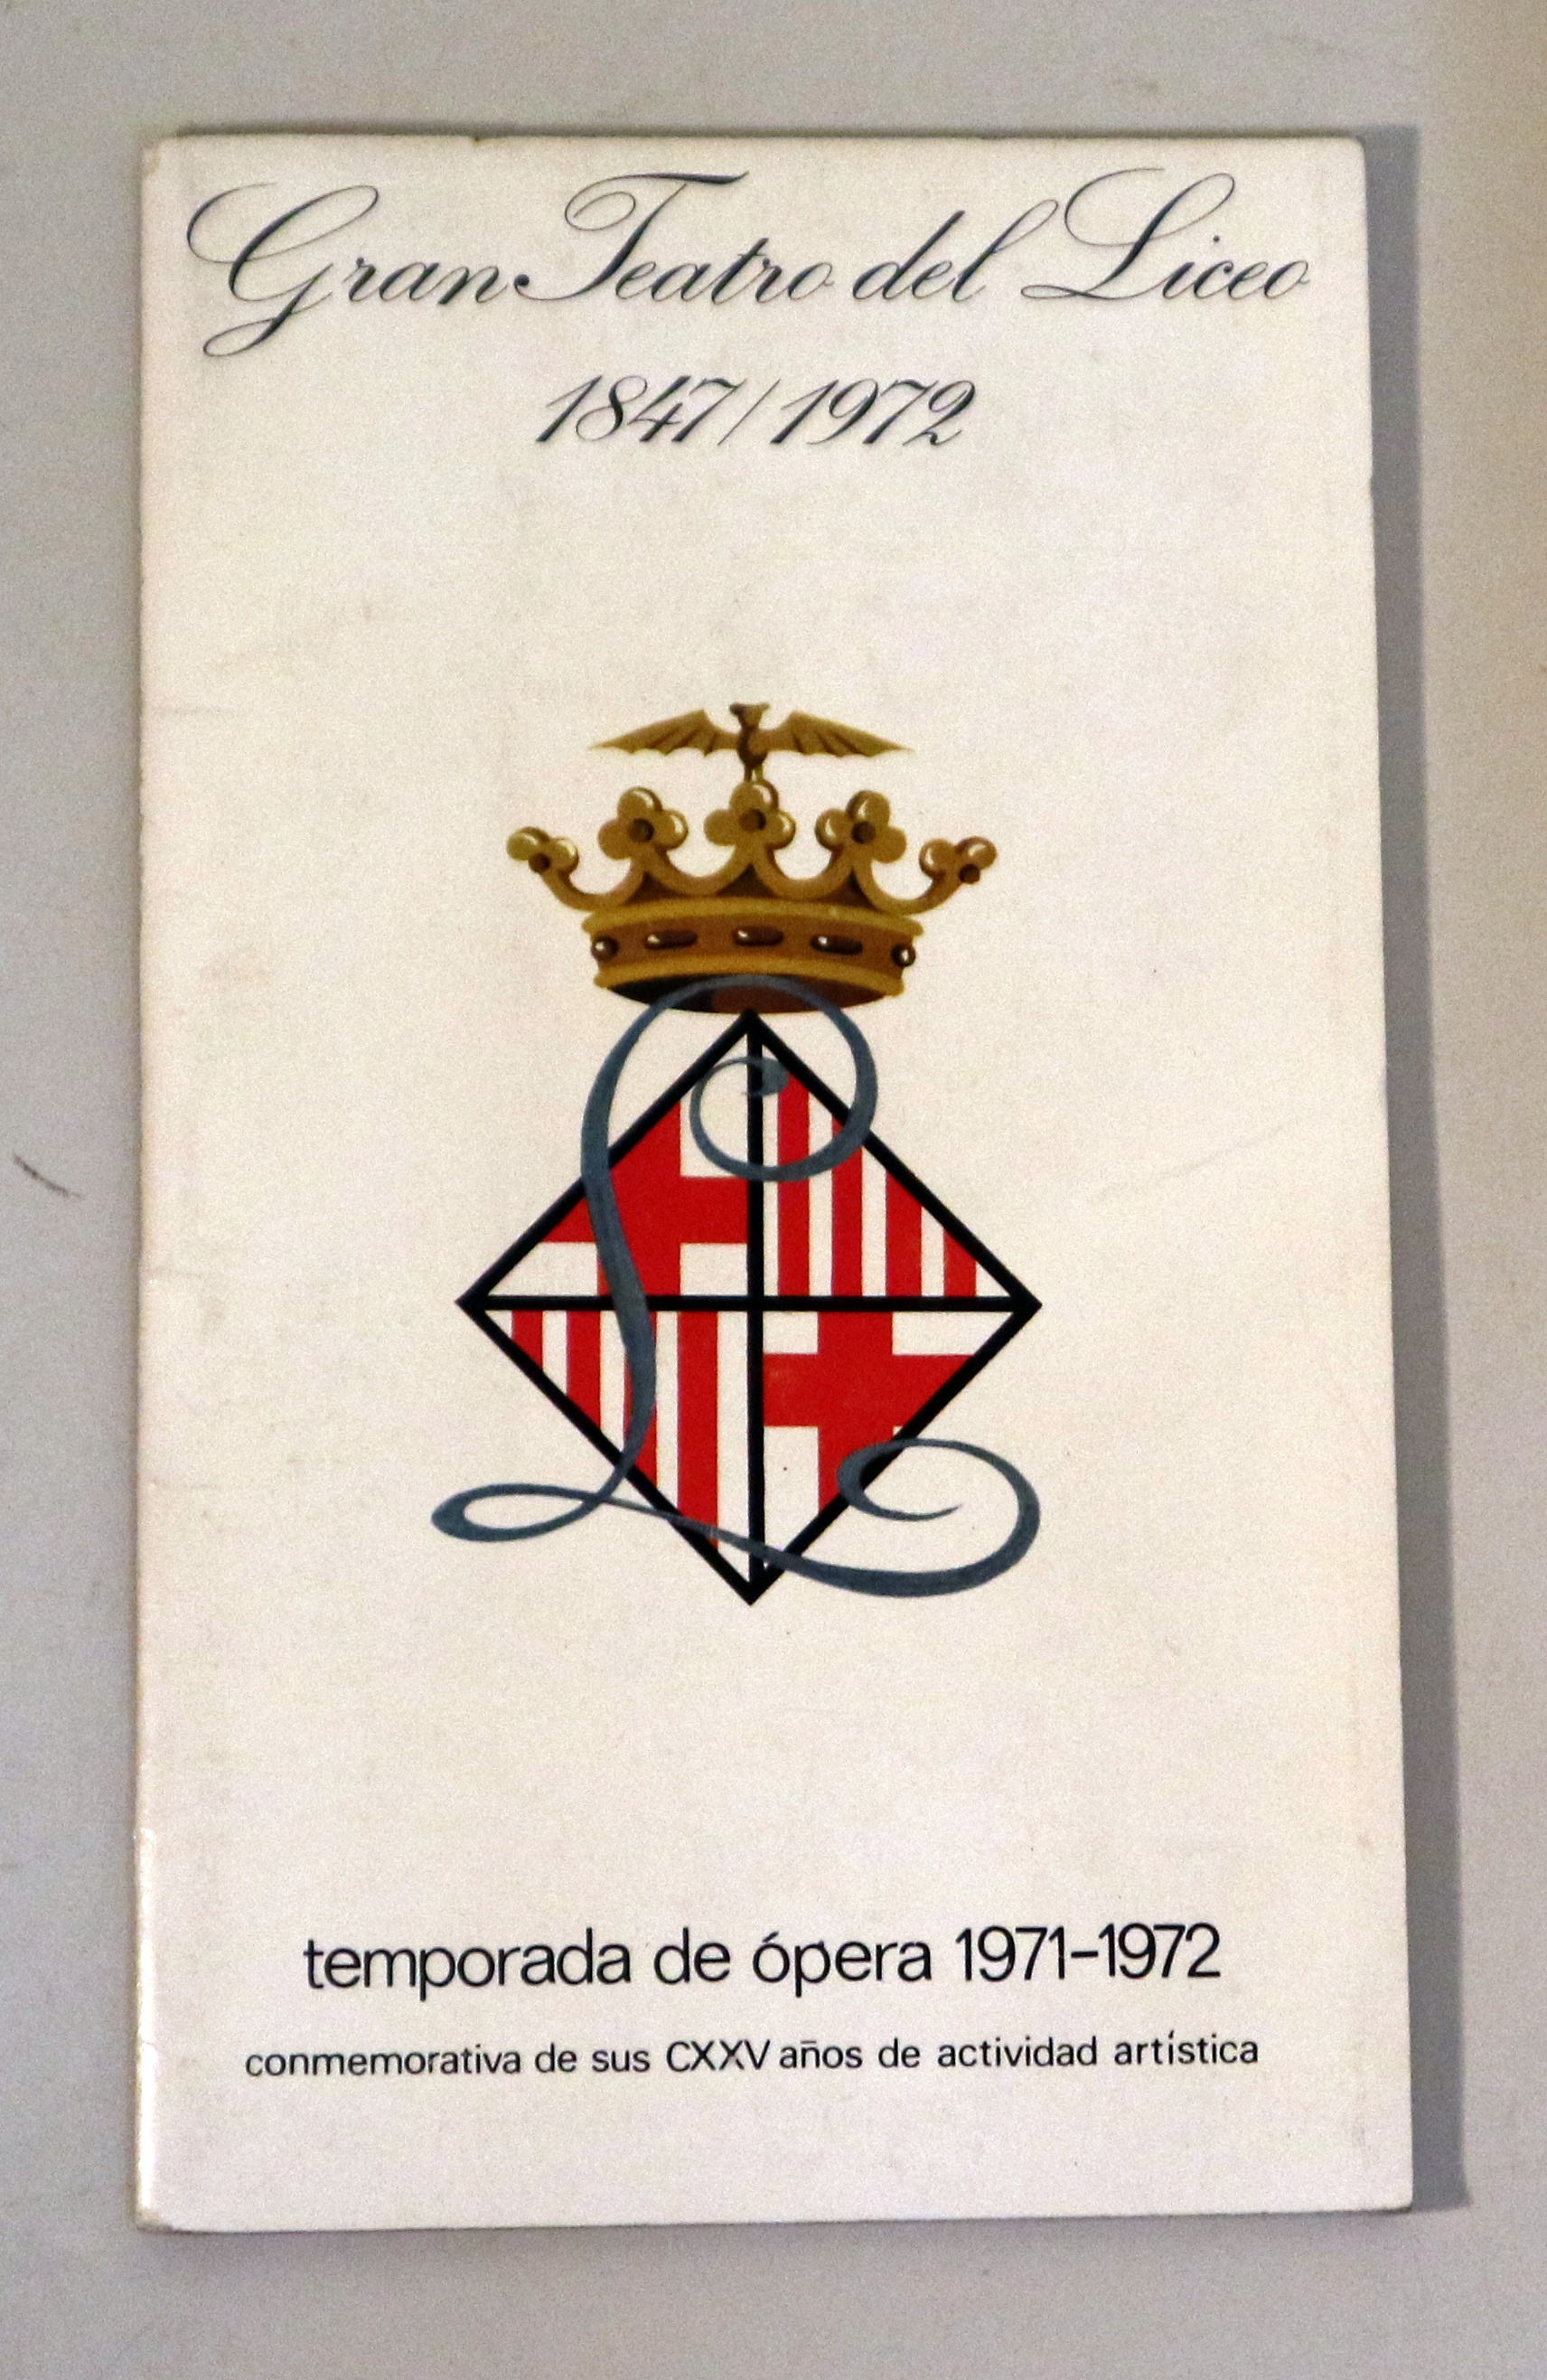 Gran Teatro del Liceo
1847/1972
L
temporada de ópera 1971-1972
conmemorativa de sus CXXV años de actividad artística